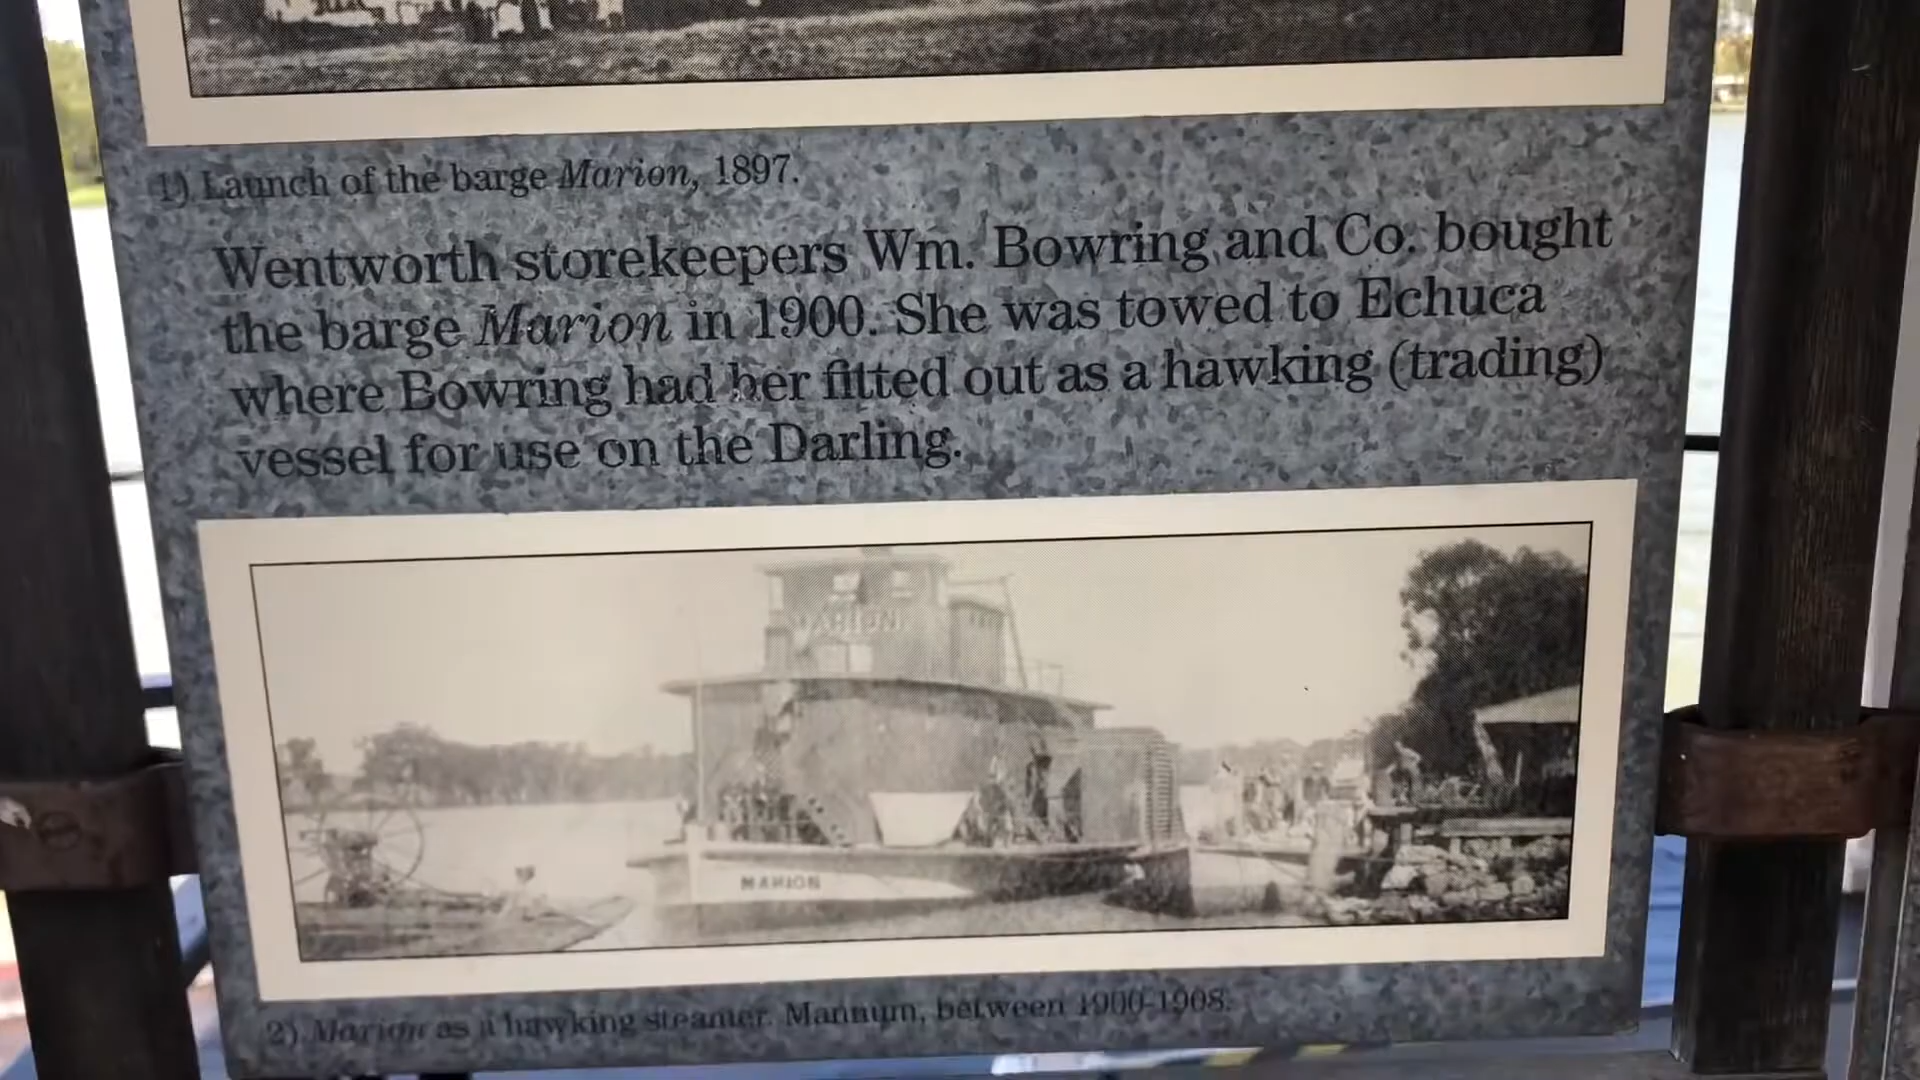 1) Launch of the barge Marion, 1897.
Wentworth storekeepers Wm. Bowring and Co. bought
the barge Marion in 1900. She was towed to Echuca
where Bowring had her fitted out as a hawking (trading)
vessel for use on the Darling.
MARION
MARION
2) Marion as a hawking steamer. Mannum, between 1900-1908.